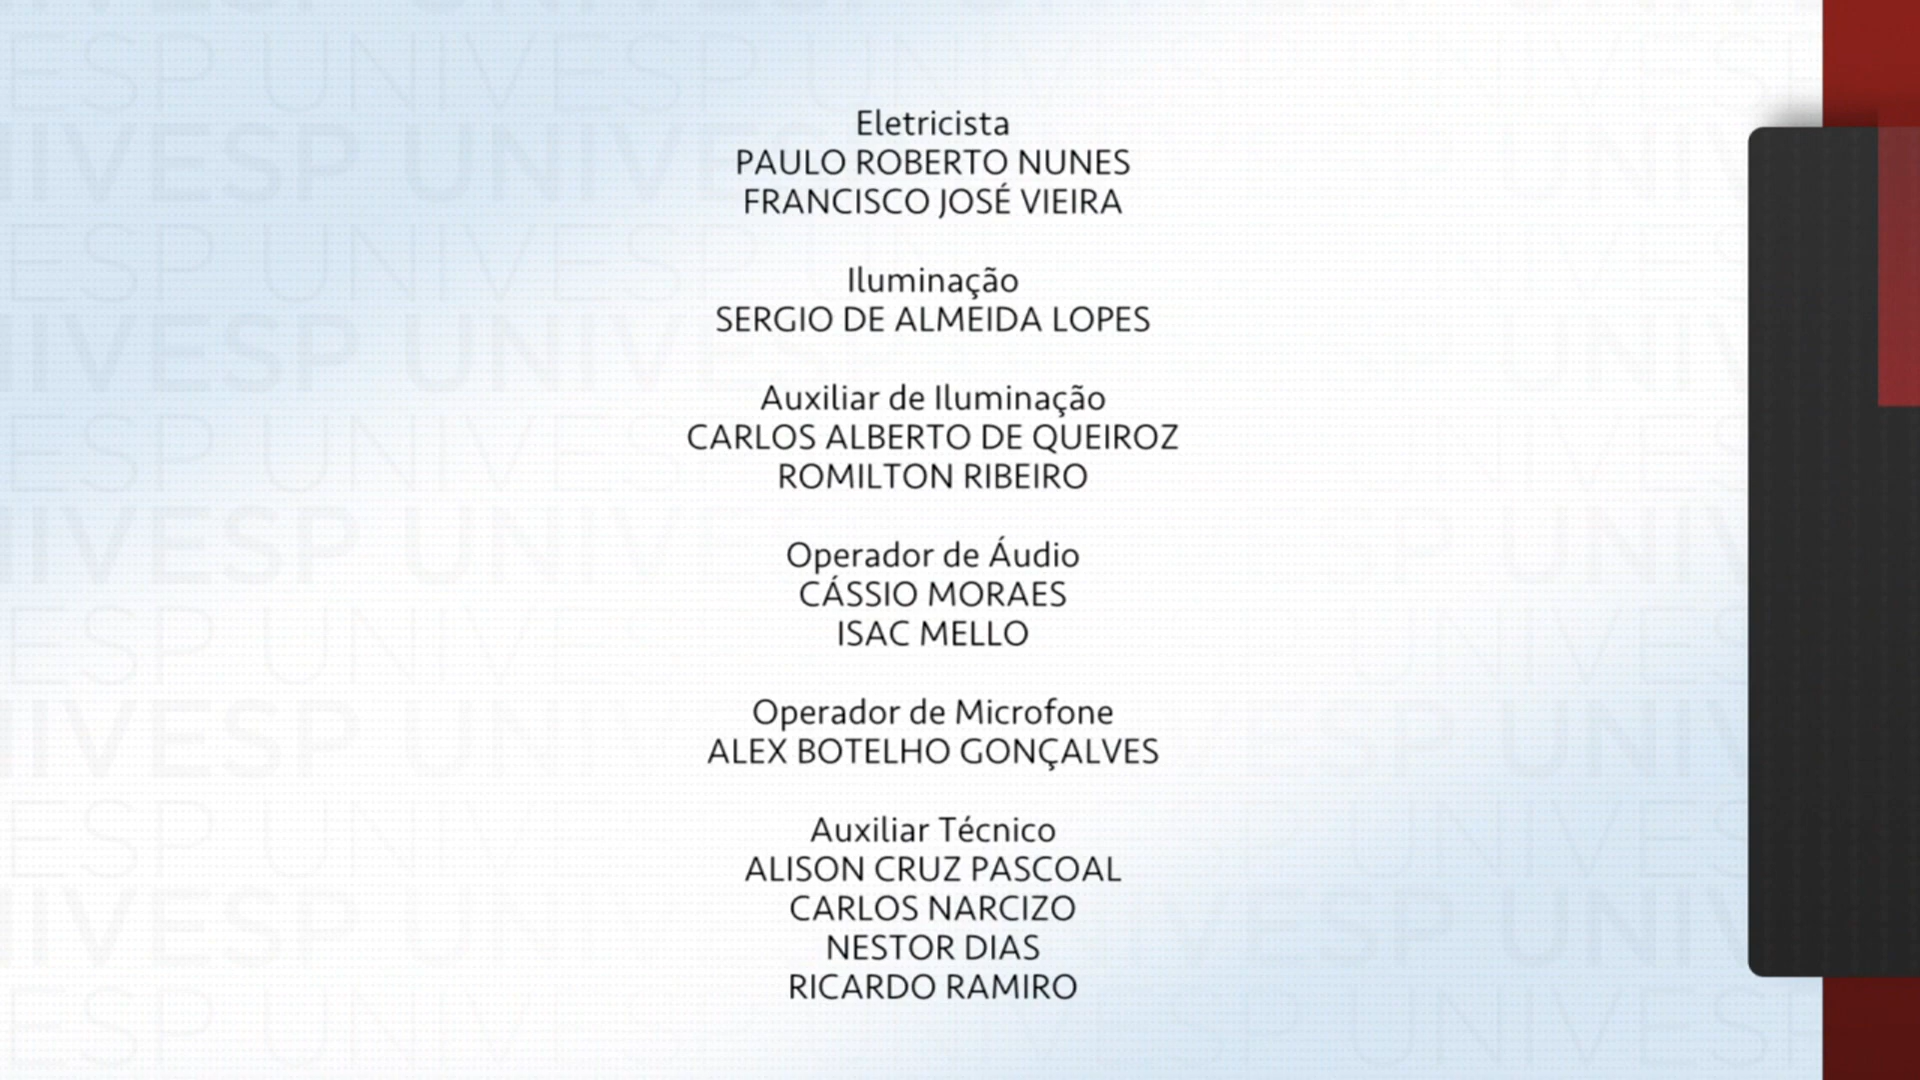 Eletricista
PAULO ROBERTO NUNES
FRANCISCO JOSÉ VIEIRA
Iluminação
SERGIO DE ALMEIDA LOPES
Auxiliar de Iluminação
CARLOS ALBERTO DE QUEIROZ
ROMILTON RIBEIRO
Operador de Áudio
CÁSSIO MORAES
ISAC MELLO
Operador de Microfone
ALEX BOTELHO GONÇALVES
Auxiliar Técnico
ALISON CRUZ PASCOAL
CARLOS NARCIZO
NESTOR DIAS
RICARDO RAMIRO